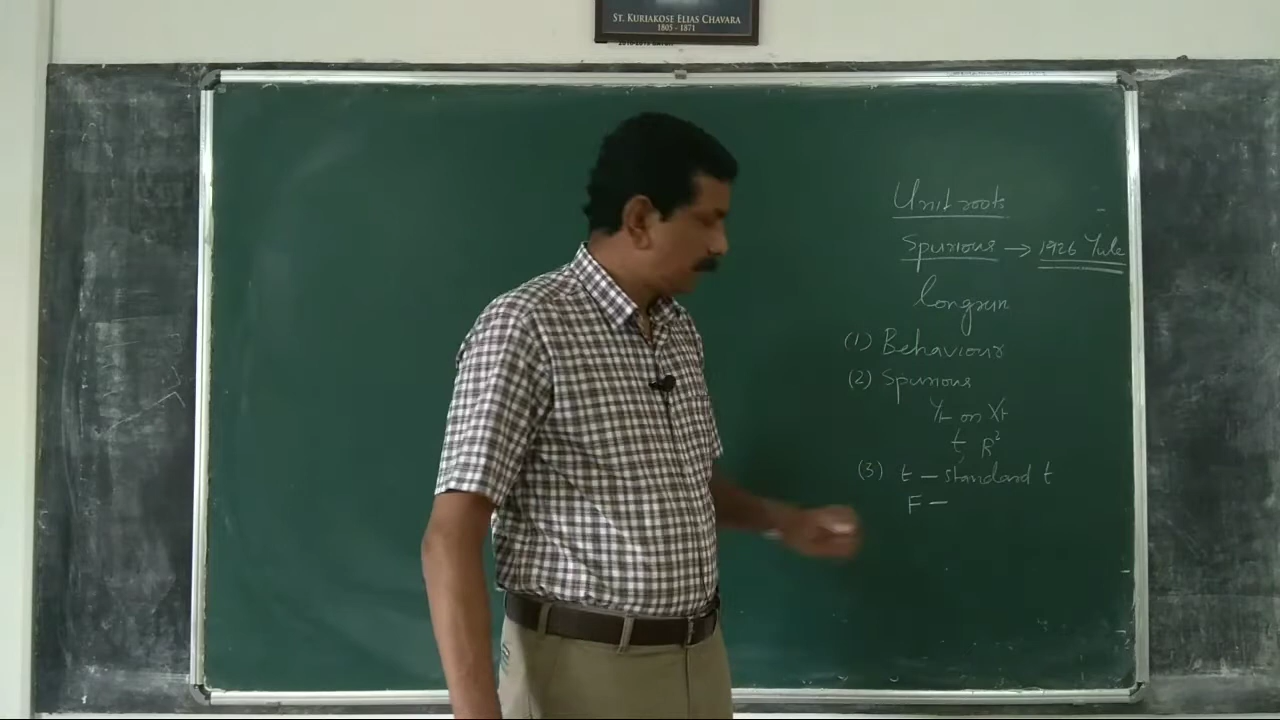 ST. KURIAKOSE ELIAS CHAVARA
1805 - 1871
Unit roots
Spurious → 1926 Yule
longrun
(1) Behaviour
(2) Spurious
Yt on Xt
t, R²
(3) t – standard t
F –